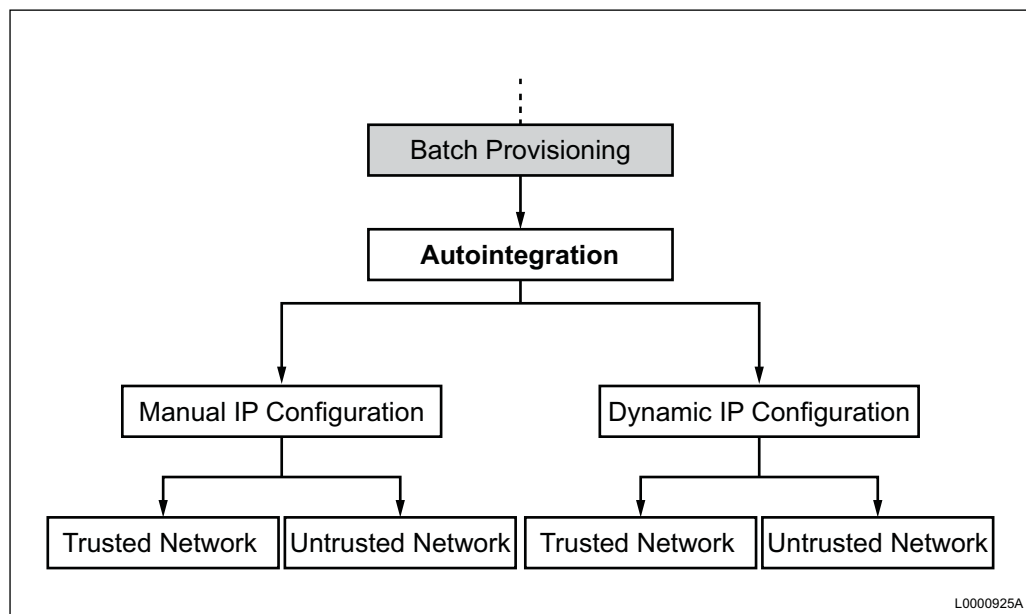 Batch Provisioning
Autointegration
Manual IP Configuration
Dynamic IP Configuration
Trusted Network
Untrusted Network
Trusted Network
Untrusted Network
L0000925A